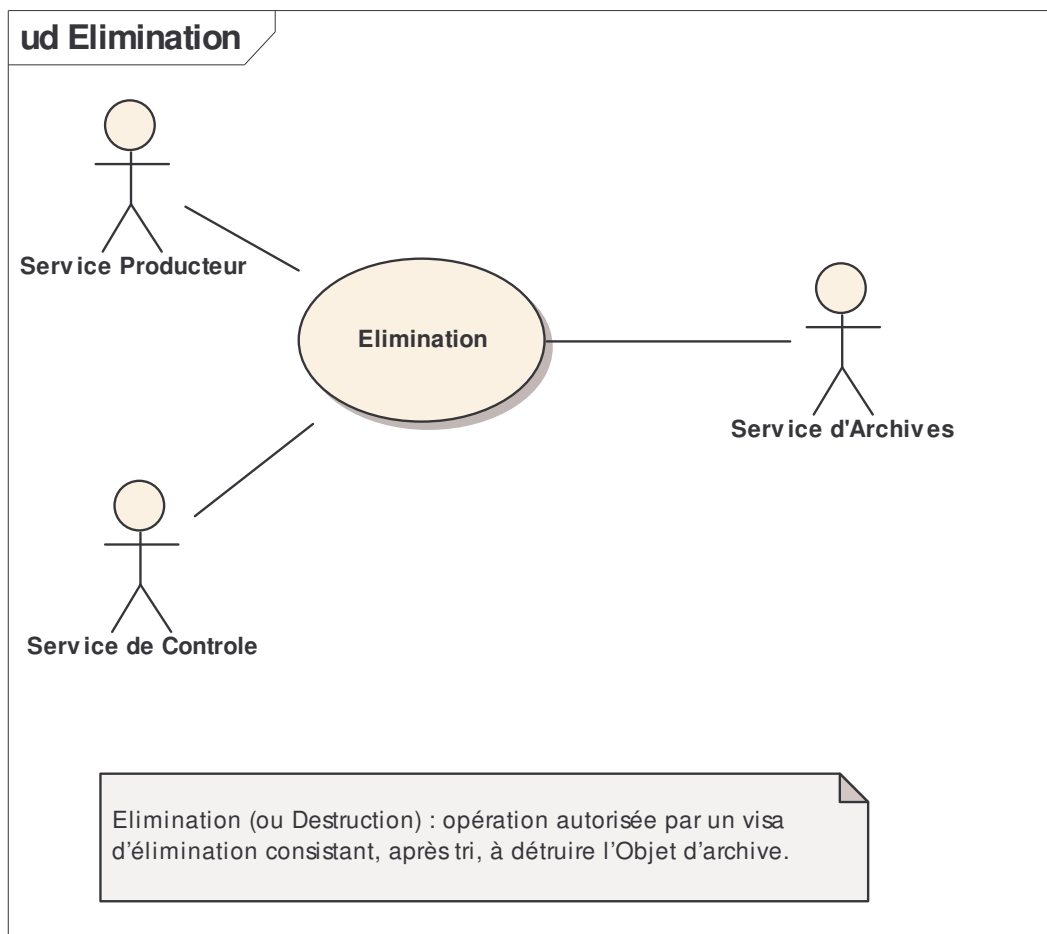 ud Elimination
Service Producteur
Elimination
Service d'Archives
Service de Controle
Elimination (ou Destruction) : opération autorisée par un visa
d’élimination consistant, après tri, à détruire l’Objet d’archive.